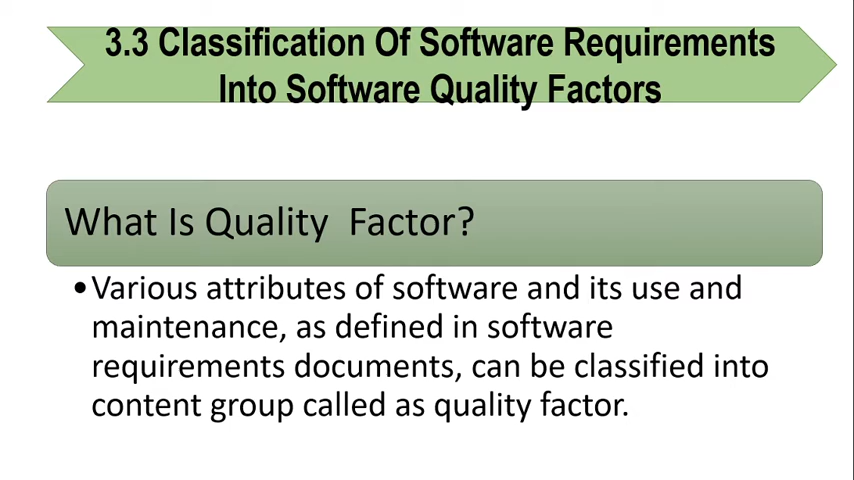 3.3 Classification Of Software Requirements
Into Software Quality Factors
What Is Quality  Factor?
•Various attributes of software and its use and
maintenance, as defined in software
requirements documents, can be classified into
content group called as quality factor.